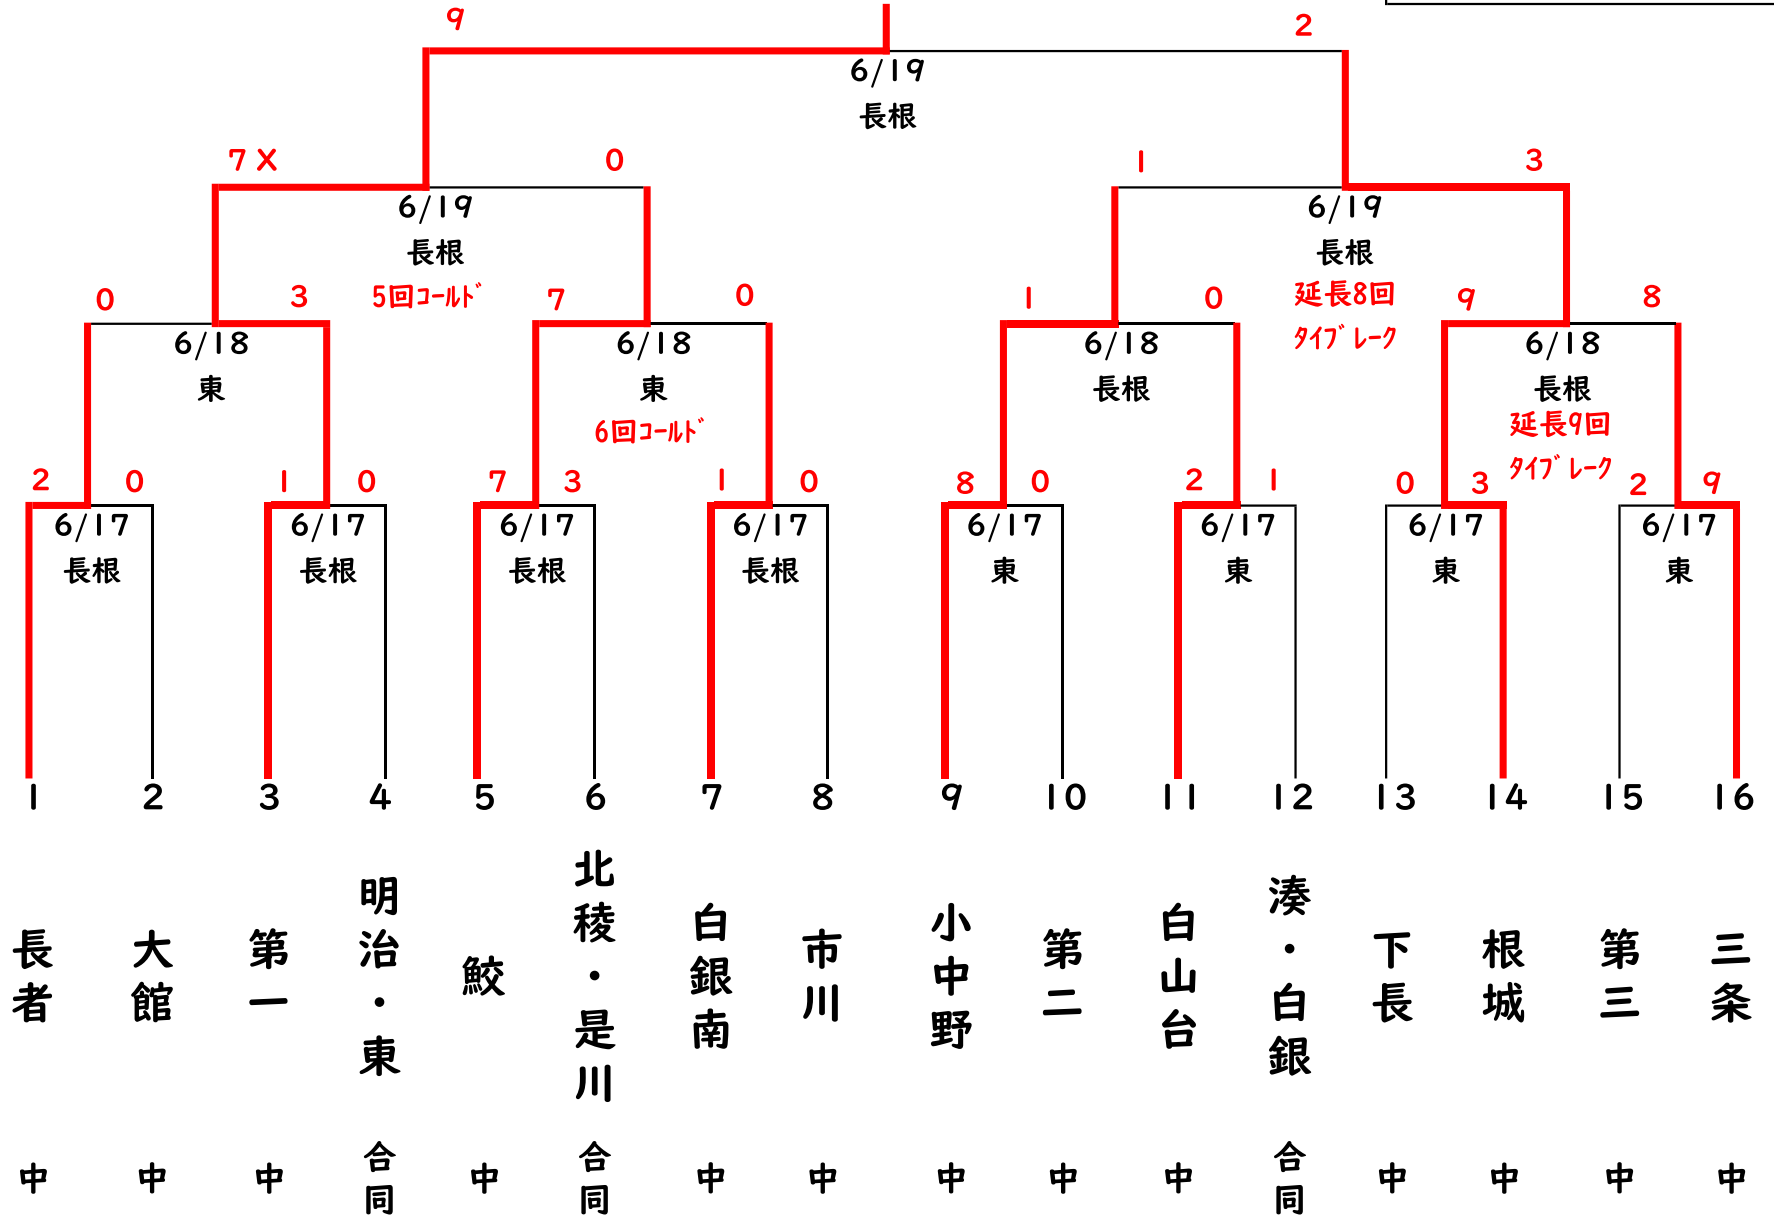 9 2
6/19
長根
7X 0 1 3
6/19 6/19
長根 長根
5回ｺｰﾙﾄﾞ 延長8回
ﾀｲﾌﾞﾚｰｸ
0 3 7 0 1 0 9 8
6/18 6/18 6/18 6/18
東 東 長根 長根
6回ｺｰﾙﾄﾞ 延長9回
ﾀｲﾌﾞﾚｰｸ
2 0 1 0 7 3 1 0 8 0 2 1 0 3 2 9
6/17 6/17 6/17 6/17 6/17 6/17 6/17 6/17
長根 長根 長根 長根 東 東 東 東
1 2 3 4 5 6 7 8 9 10 11 12 13 14 15 16
長者 中
大館 中
第一 中
明治・東 合同
鮫 中
北稜・是川 合同
白銀南 中
市川 中
小中野 中
第二 中
白山台 中
湊・白銀 合同
下長 中
根城 中
第三 中
三条 中